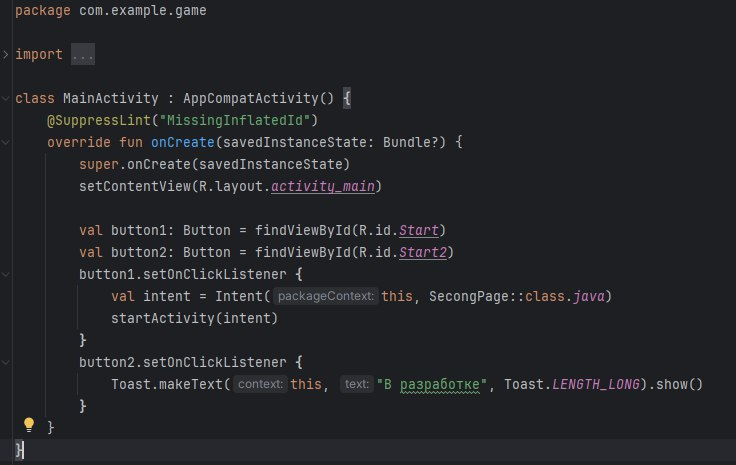 package com.example.game
import ...
class MainActivity : AppCompatActivity() {
@SuppressLint("MissingInflatedId")
override fun onCreate(savedInstanceState: Bundle?) {
super.onCreate(savedInstanceState)
setContentView(R.layout.activity_main)
val button1: Button = findViewById(R.id.Start)
val button2: Button = findViewById(R.id.Start2)
button1.setOnClickListener {
val intent = Intent( packageContext: this, SecongPage::class.java)
startActivity(intent)
}
button2.setOnClickListener {
Toast.makeText( context: this, text: "В разработке", Toast.LENGTH_LONG).show()
}
}
}